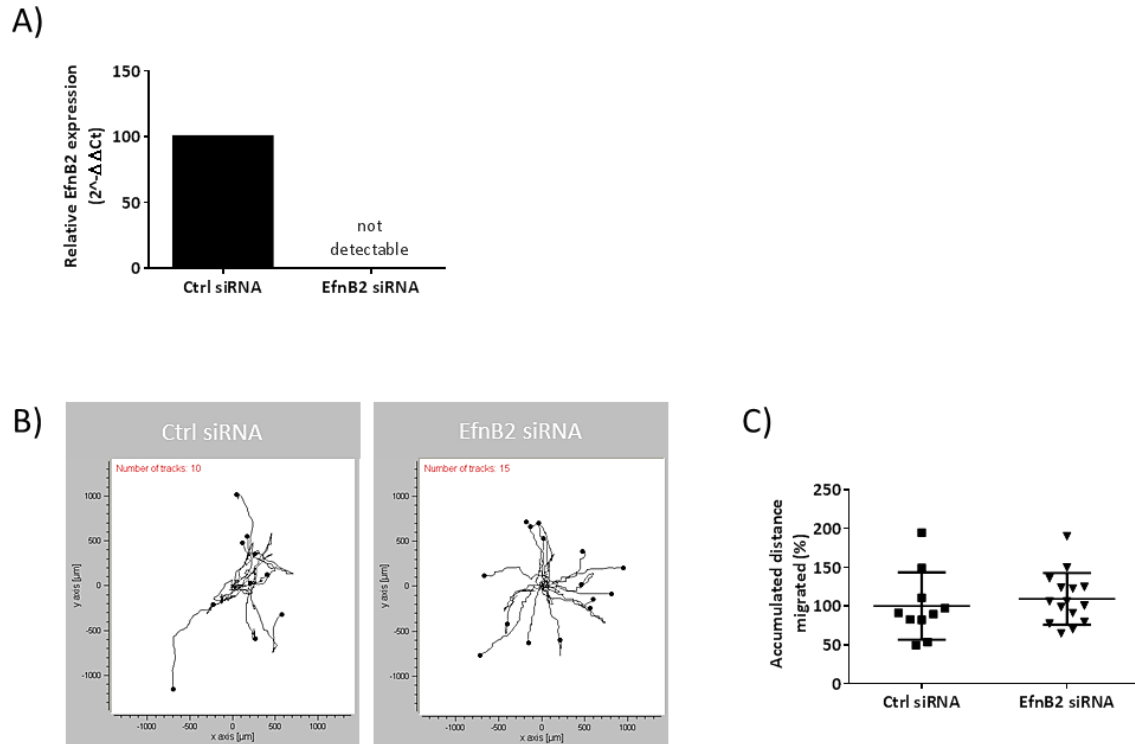 A)
Relative EfnB2 expression
(2^-Δ ΔCt)
150
100
50
0
not
detectable
Ctrl siRNA
EfnB2 siRNA
B)
Ctrl siRNA
Number of tracks: 10
y axis [µm]
1000
500
0
-500
-1000
-1000
-500
0
500
1000
x axis [µm]
EfnB2 siRNA
Number of tracks: 15
y axis [µm]
1000
500
0
-500
-1000
-1000
-500
0
500
1000
x axis [µm]
C)
Accumulated distance
migrated (%)
250
200
150
100
50
0
Ctrl siRNA
EfnB2 siRNA